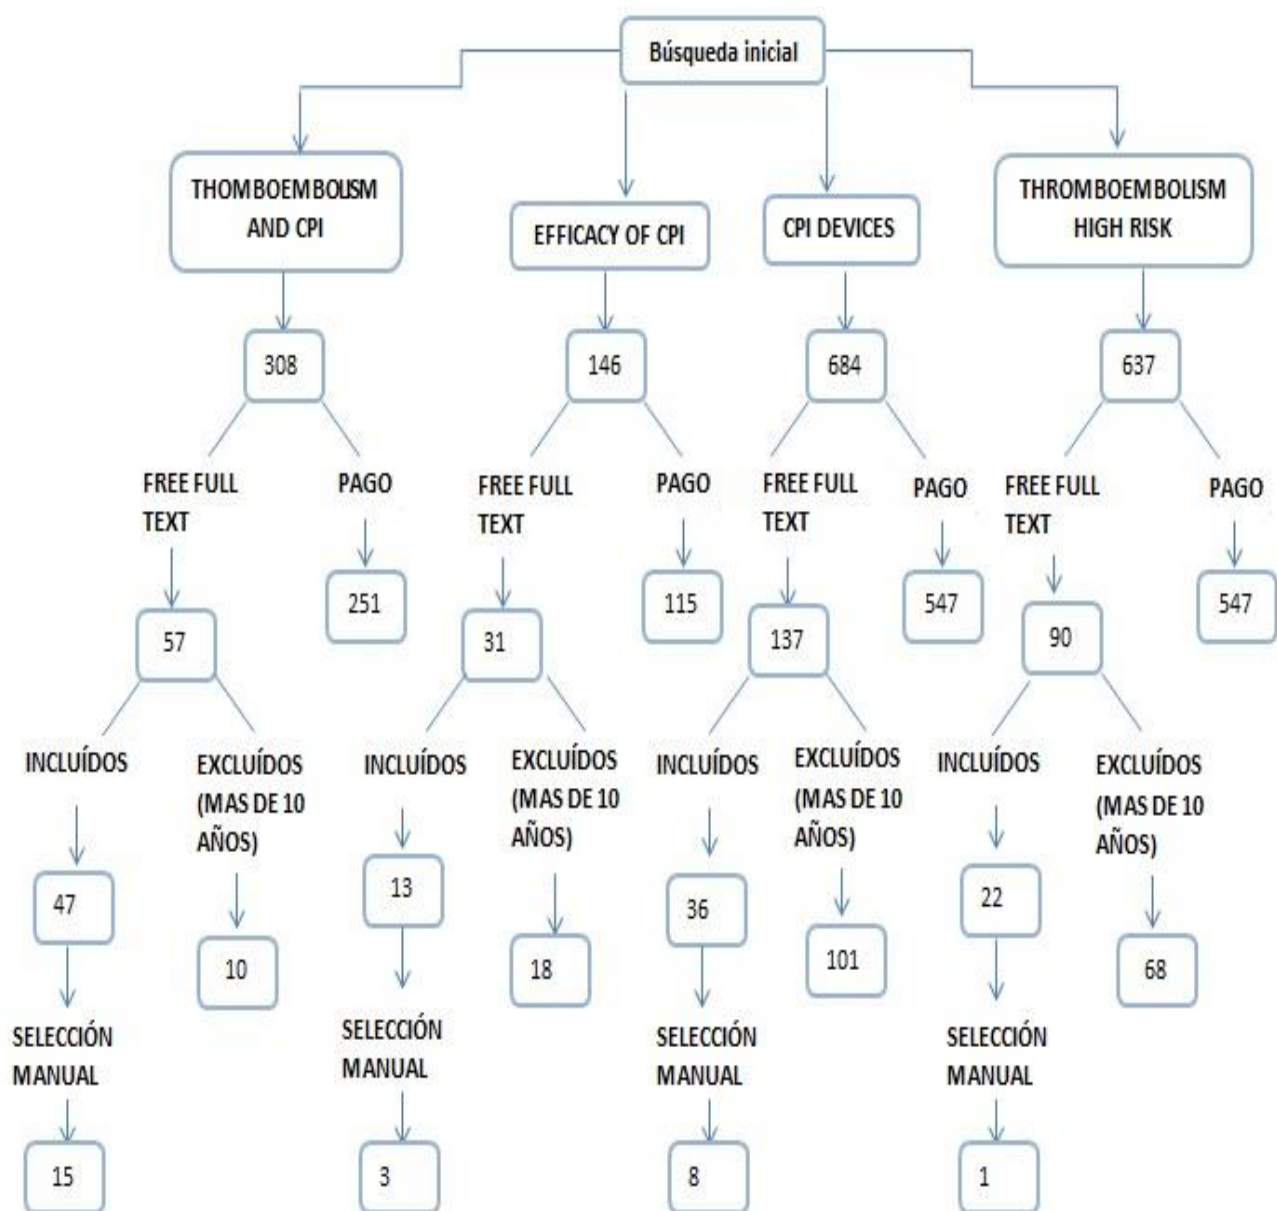 Búsqueda inicial
THOMBOEMBOLISM
AND CPI
EFFICACY OF CPI
CPI DEVICES
THROMBOEMBOLISM
HIGH RISK
308
146
684
637
FREE FULL
TEXT
PAGO
FREE FULL
TEXT
PAGO
FREE FULL
TEXT
PAGO
FREE FULL
TEXT
PAGO
57
251
31
115
137
547
90
547
INCLUÍDOS
EXCLUÍDOS
(MAS DE 10
AÑOS)
INCLUÍDOS
EXCLUÍDOS
(MAS DE 10
AÑOS)
INCLUÍDOS
EXCLUÍDOS
(MAS DE 10
AÑOS)
INCLUÍDOS
EXCLUÍDOS
(MAS DE 10
AÑOS)
47
10
13
18
36
101
22
68
SELECCIÓN
MANUAL
SELECCIÓN
MANUAL
SELECCIÓN
MANUAL
SELECCIÓN
MANUAL
15
3
8
1